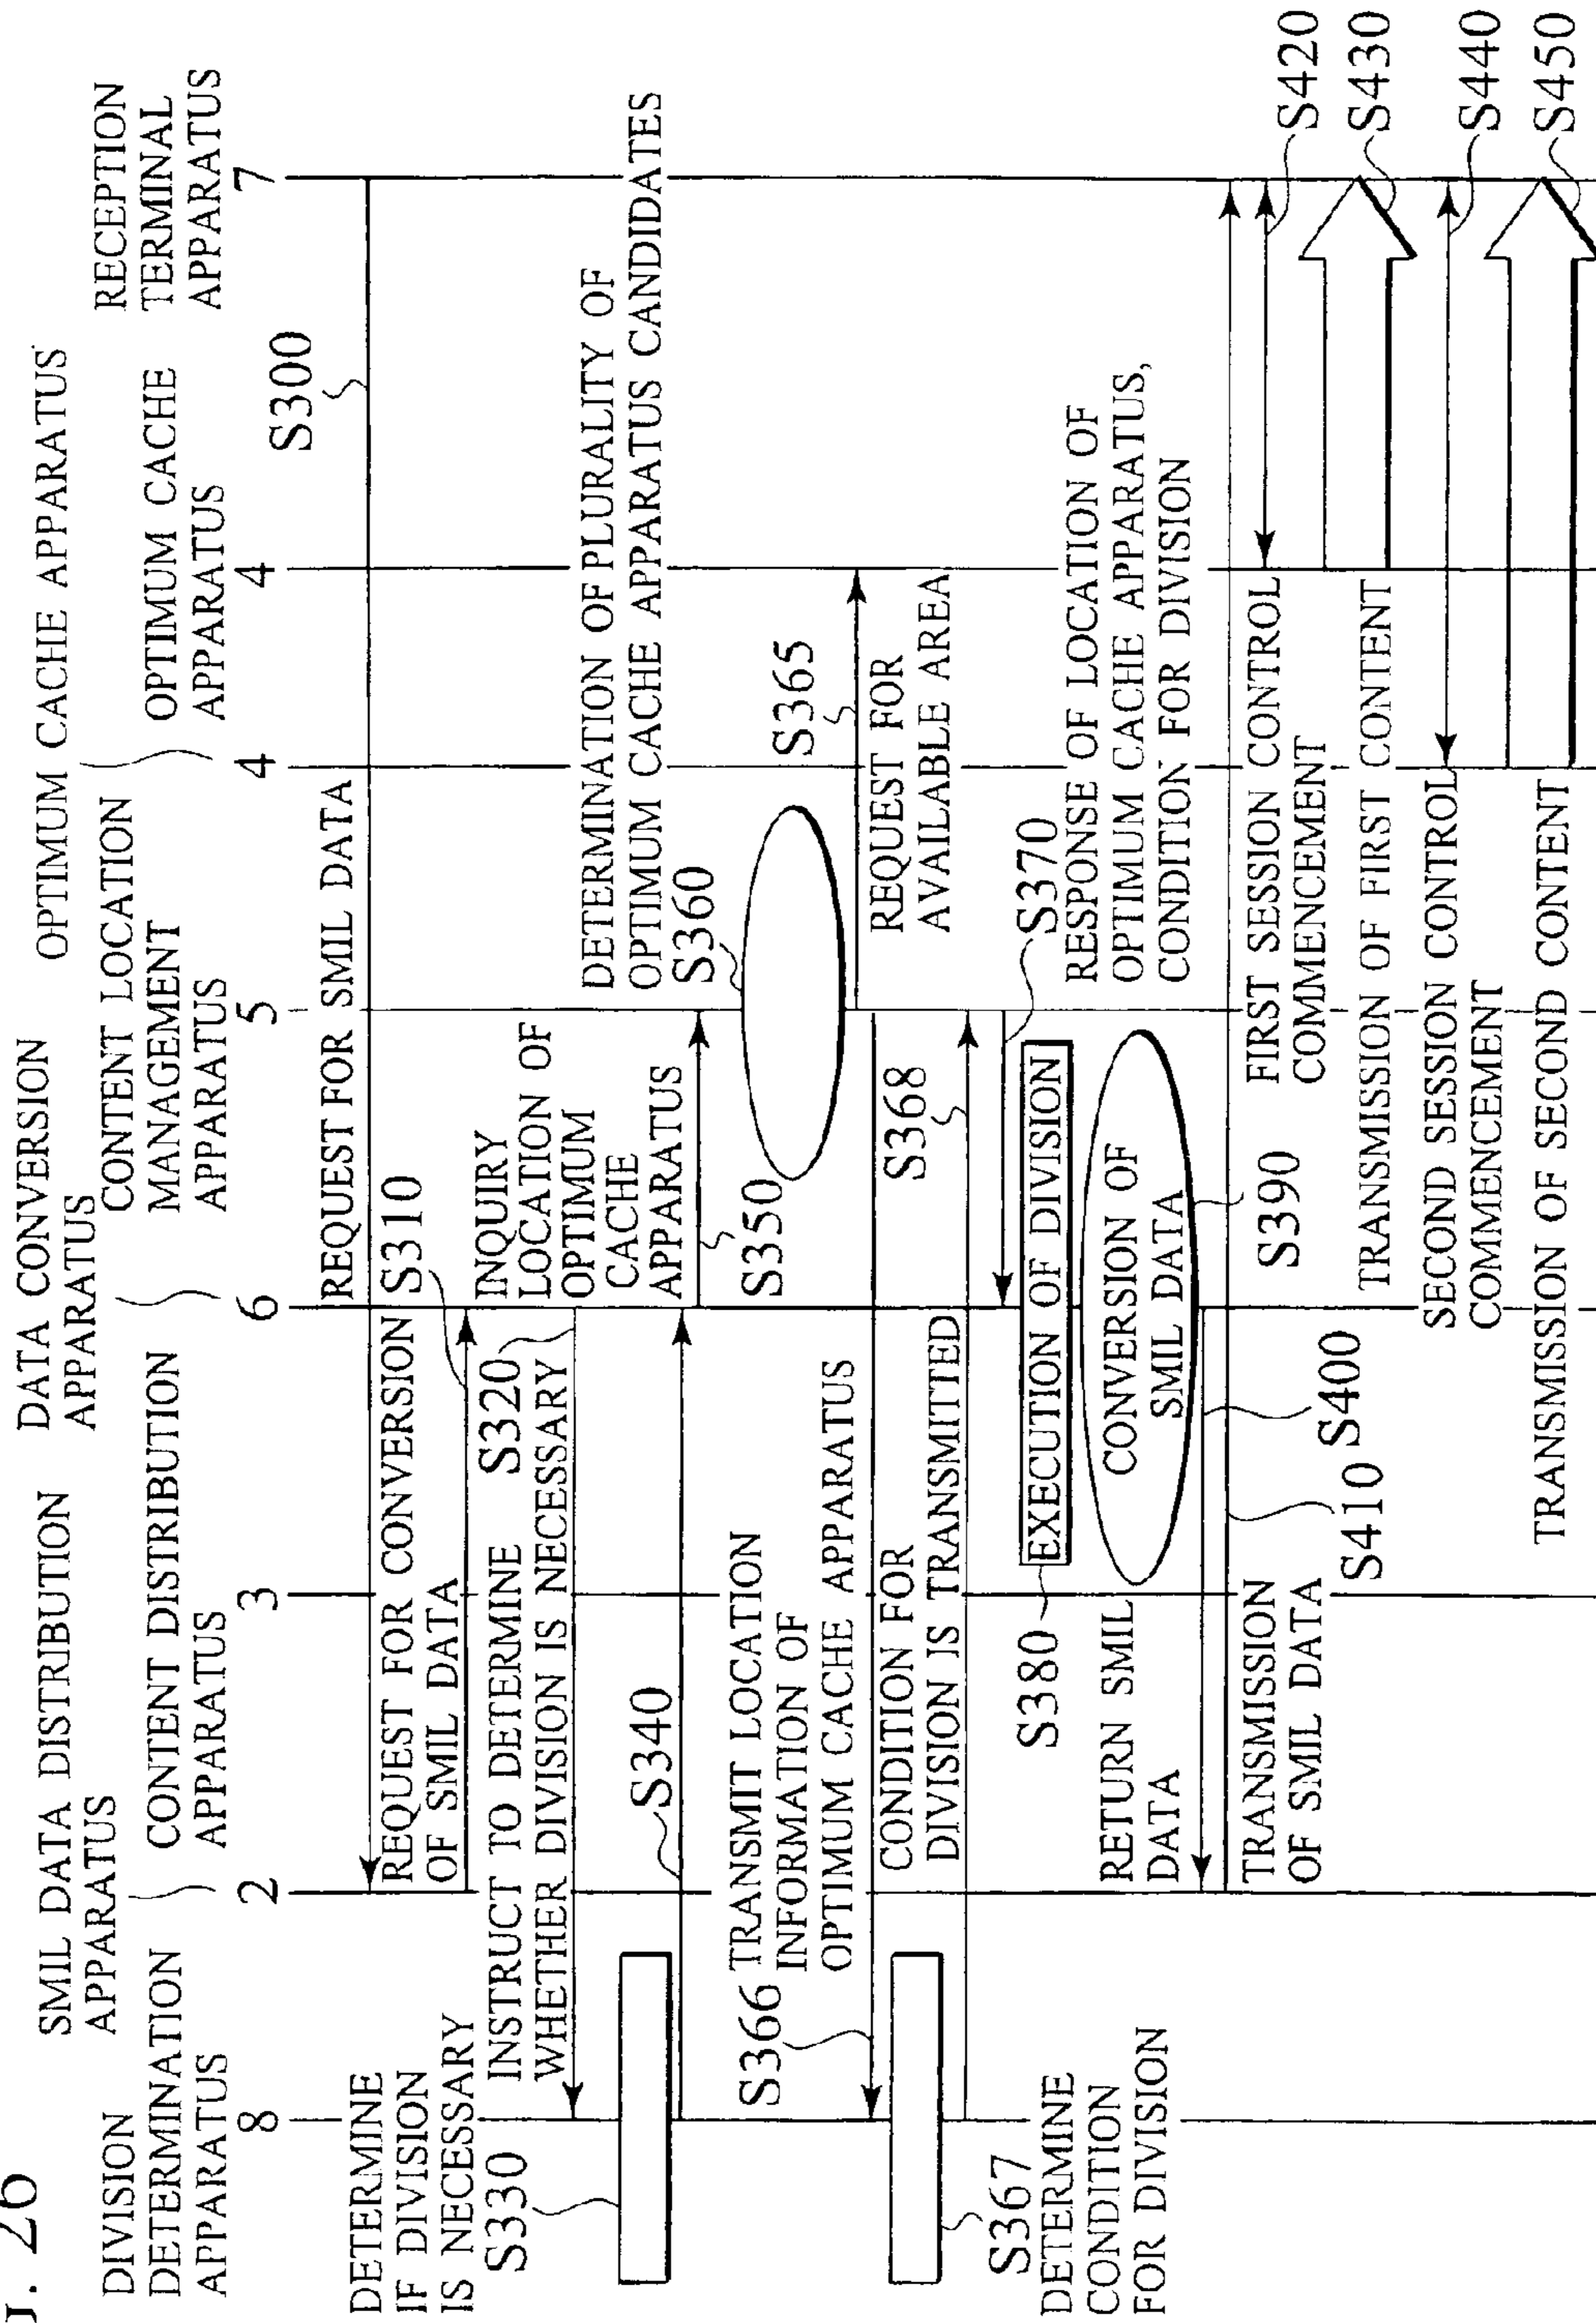 . 26
DIVISION
DETERMINATION
APPARATUS
8
SMIL DATA DISTRIBUTION
APPARATUS
2
CONTENT DISTRIBUTION
APPARATUS
3
DATA CONVERSION
APPARATUS
6
CONTENT LOCATION
MANAGEMENT
APPARATUS
5
OPTIMUM CACHE APPARATUS
4
OPTIMUM CACHE
APPARATUS
4
RECEPTION
TERMINAL
APPARATUS
7
REQUEST FOR SMIL DATA
S300
REQUEST FOR CONVERSION
OF SMIL DATA
S310
INSTRUCT TO DETERMINE
WHETHER DIVISION IS NECESSARY
S320
DETERMINE
IF DIVISION
IS NECESSARY
S330
S340
INQUIRY
LOCATION OF
OPTIMUM
CACHE
APPARATUS
S350
DETERMINATION OF PLURALITY OF
OPTIMUM CACHE APPARATUS CANDIDATES
S360
S365
REQUEST FOR
AVAILABLE AREA
S366
TRANSMIT LOCATION
INFORMATION OF
OPTIMUM CACHE APPARATUS
S367
DETERMINE
CONDITION
FOR DIVISION
CONDITION FOR
DIVISION IS TRANSMITTED
S368
S370
RESPONSE OF LOCATION OF
OPTIMUM CACHE APPARATUS,
CONDITION FOR DIVISION
S380
EXECUTION OF DIVISION
CONVERSION OF
SMIL DATA
S390
RETURN SMIL
DATA
S400
TRANSMISSION
OF SMIL DATA
S410
FIRST SESSION CONTROL
COMMENCEMENT
S420
TRANSMISSION OF FIRST CONTENT
S430
SECOND SESSION CONTROL
COMMENCEMENT
S440
TRANSMISSION OF SECOND CONTENT
S450